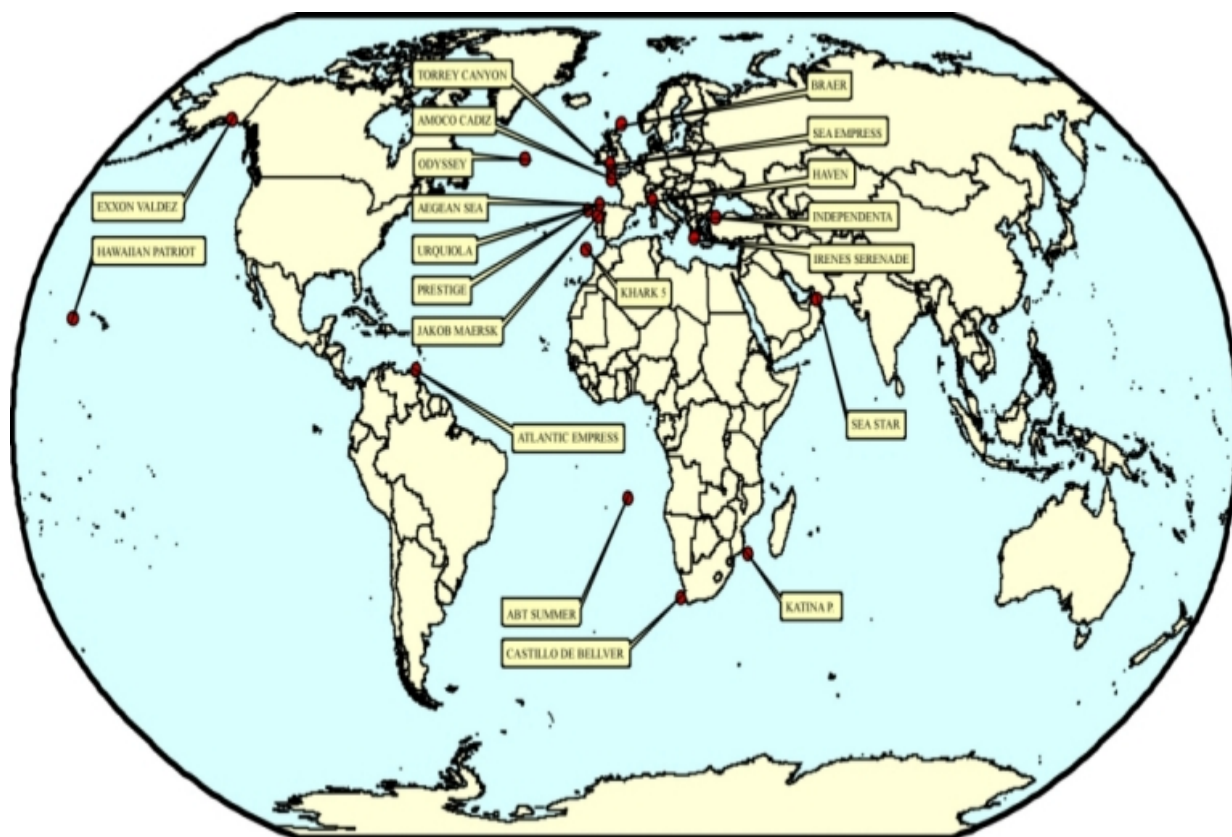 TORREY CANYON
BRAER
AMOCO CADIZ
SEA EMPRESS
ODYSSEY
HAVEN
EXXON VALDEZ
AEGEAN SEA
INDEPENDENTA
HAWAIIAN PATRIOT
URQUIOLA
IRENES SERENADE
PRESTIGE
KHARK 5
JAKOB MAERSK
SEA STAR
ATLANTIC EMPRESS
ABT SUMMER
KATINA P.
CASTILLO DE BELLVER